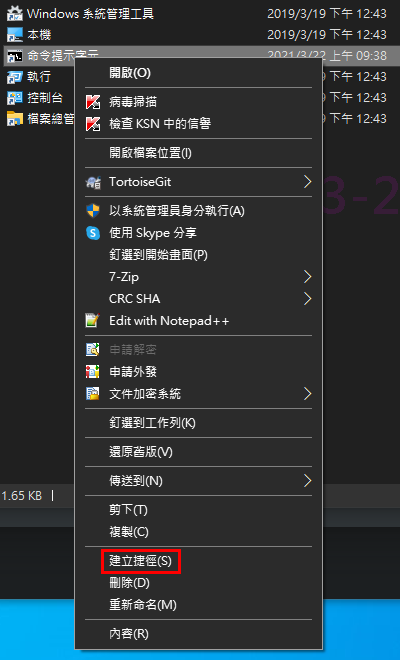 Windows 系統管理工具 2019/3/19 下午 12:43
本機 2019/3/19 下午 12:43
命令提示字元 2021/3/22 上午 09:38
執行 下午 12:43
控制台 下午 12:43
檔案總管 下午 12:43
開啟(O)
病毒掃描
檢查 KSN 中的信譽
開啟檔案位置(I)
TortoiseGit
以系統管理員身分執行(A)
3-2
使用 Skype 分享
釘選到開始畫面(P)
7-Zip
CRC SHA
Edit with Notepad++
申請解密
申請外發
文件加密系統
釘選到工作列(K)
還原舊版(V)
傳送到(N)
1.65 KB
剪下(T)
複製(C)
建立捷徑(S)
刪除(D)
重新命名(M)
內容(R)